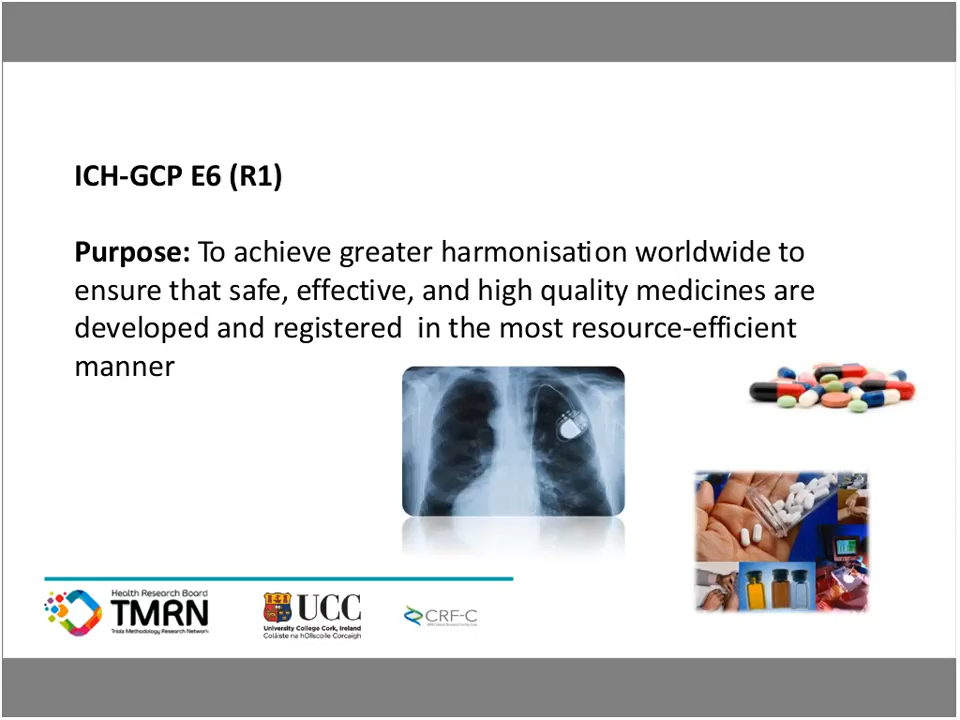 ICH-GCP E6 (R1)
Purpose: To achieve greater harmonisation worldwide to
ensure that safe, effective, and high quality medicines are
developed and registered  in the most resource-efficient
manner
Health Research Board
TMRN
Trials Methodology Research Network
UCC
University College Cork, Ireland
Coláiste na hOllscoile Corcaigh
CRF-C